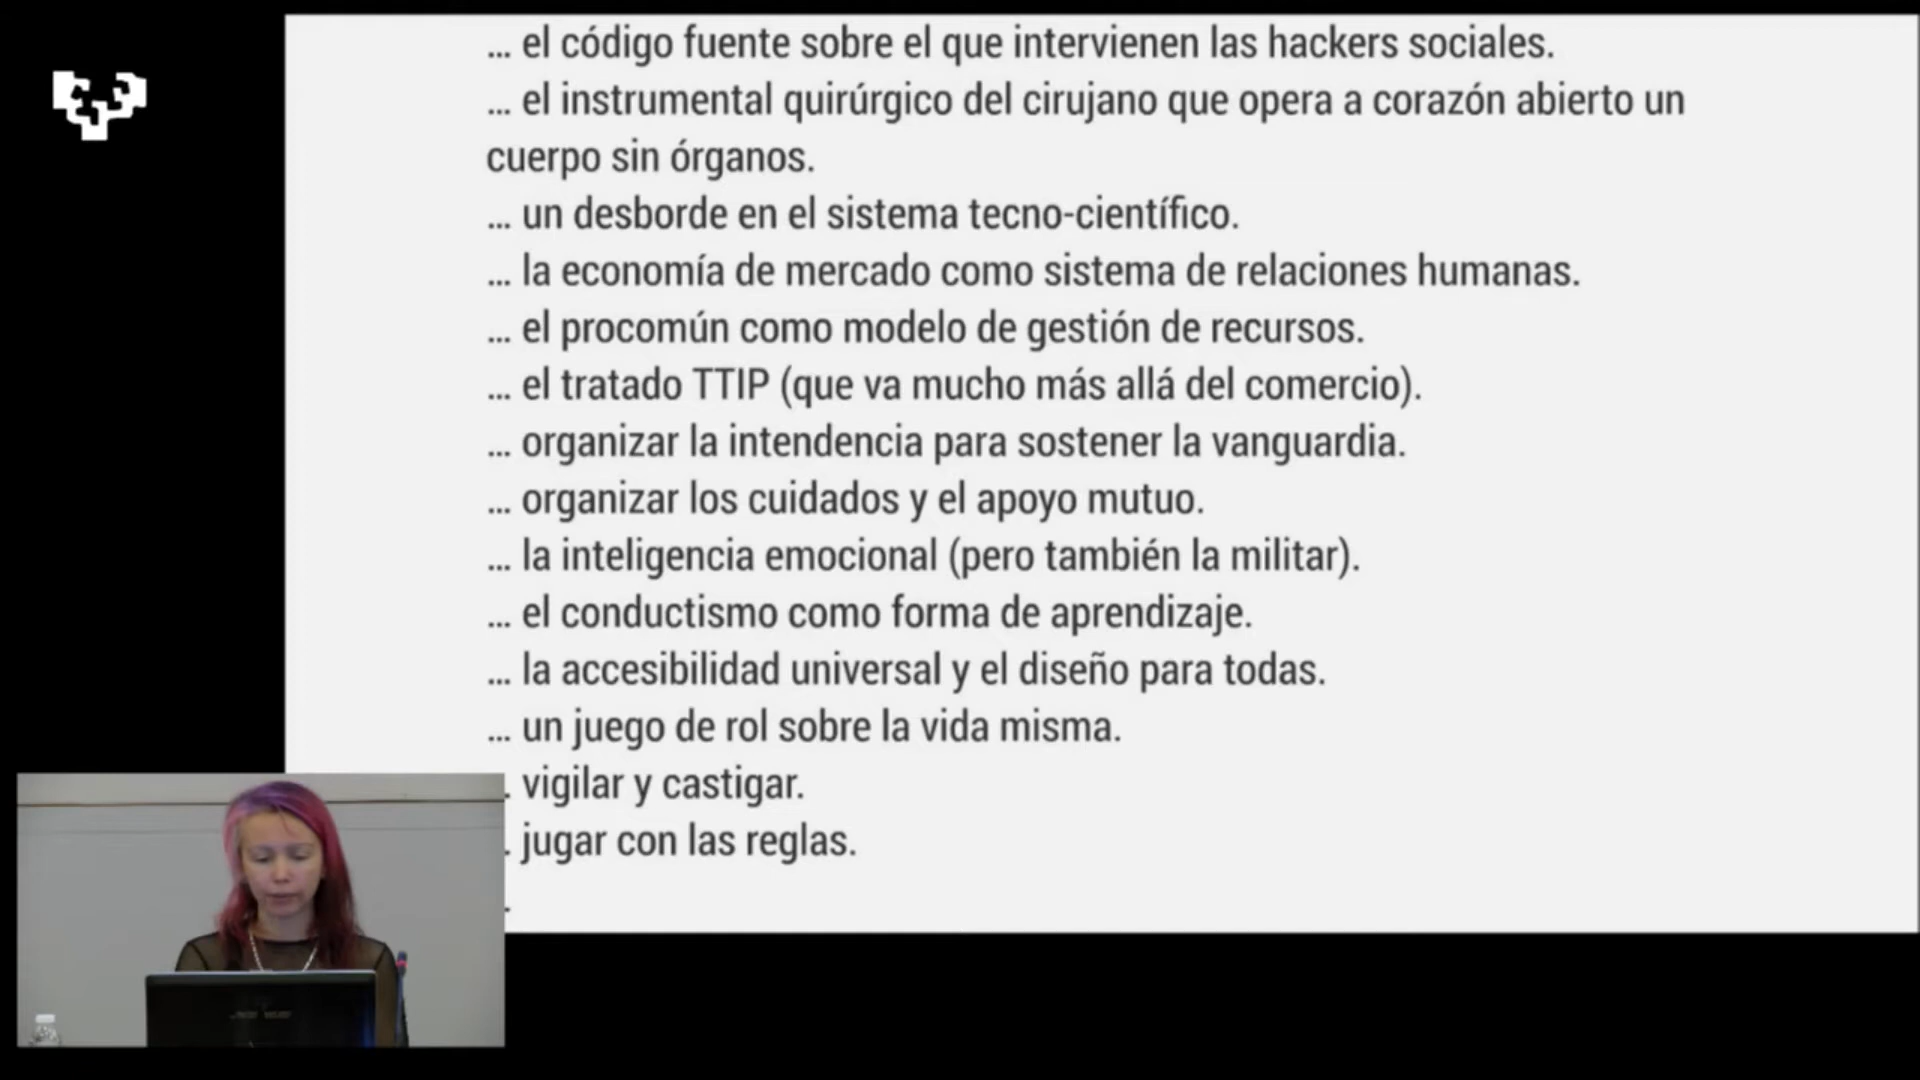 ... el código fuente sobre el que intervienen las hackers sociales.
... el instrumental quirúrgico del cirujano que opera a corazón abierto un
cuerpo sin órganos.
... un desborde en el sistema tecno-científico.
... la economía de mercado como sistema de relaciones humanas.
... el procomún como modelo de gestión de recursos.
... el tratado TTIP (que va mucho más allá del comercio).
... organizar la intendencia para sostener la vanguardia.
... organizar los cuidados y el apoyo mutuo.
... la inteligencia emocional (pero también la militar).
... el conductismo como forma de aprendizaje.
... la accesibilidad universal y el diseño para todas.
... un juego de rol sobre la vida misma.
. vigilar y castigar.
. jugar con las reglas.
.